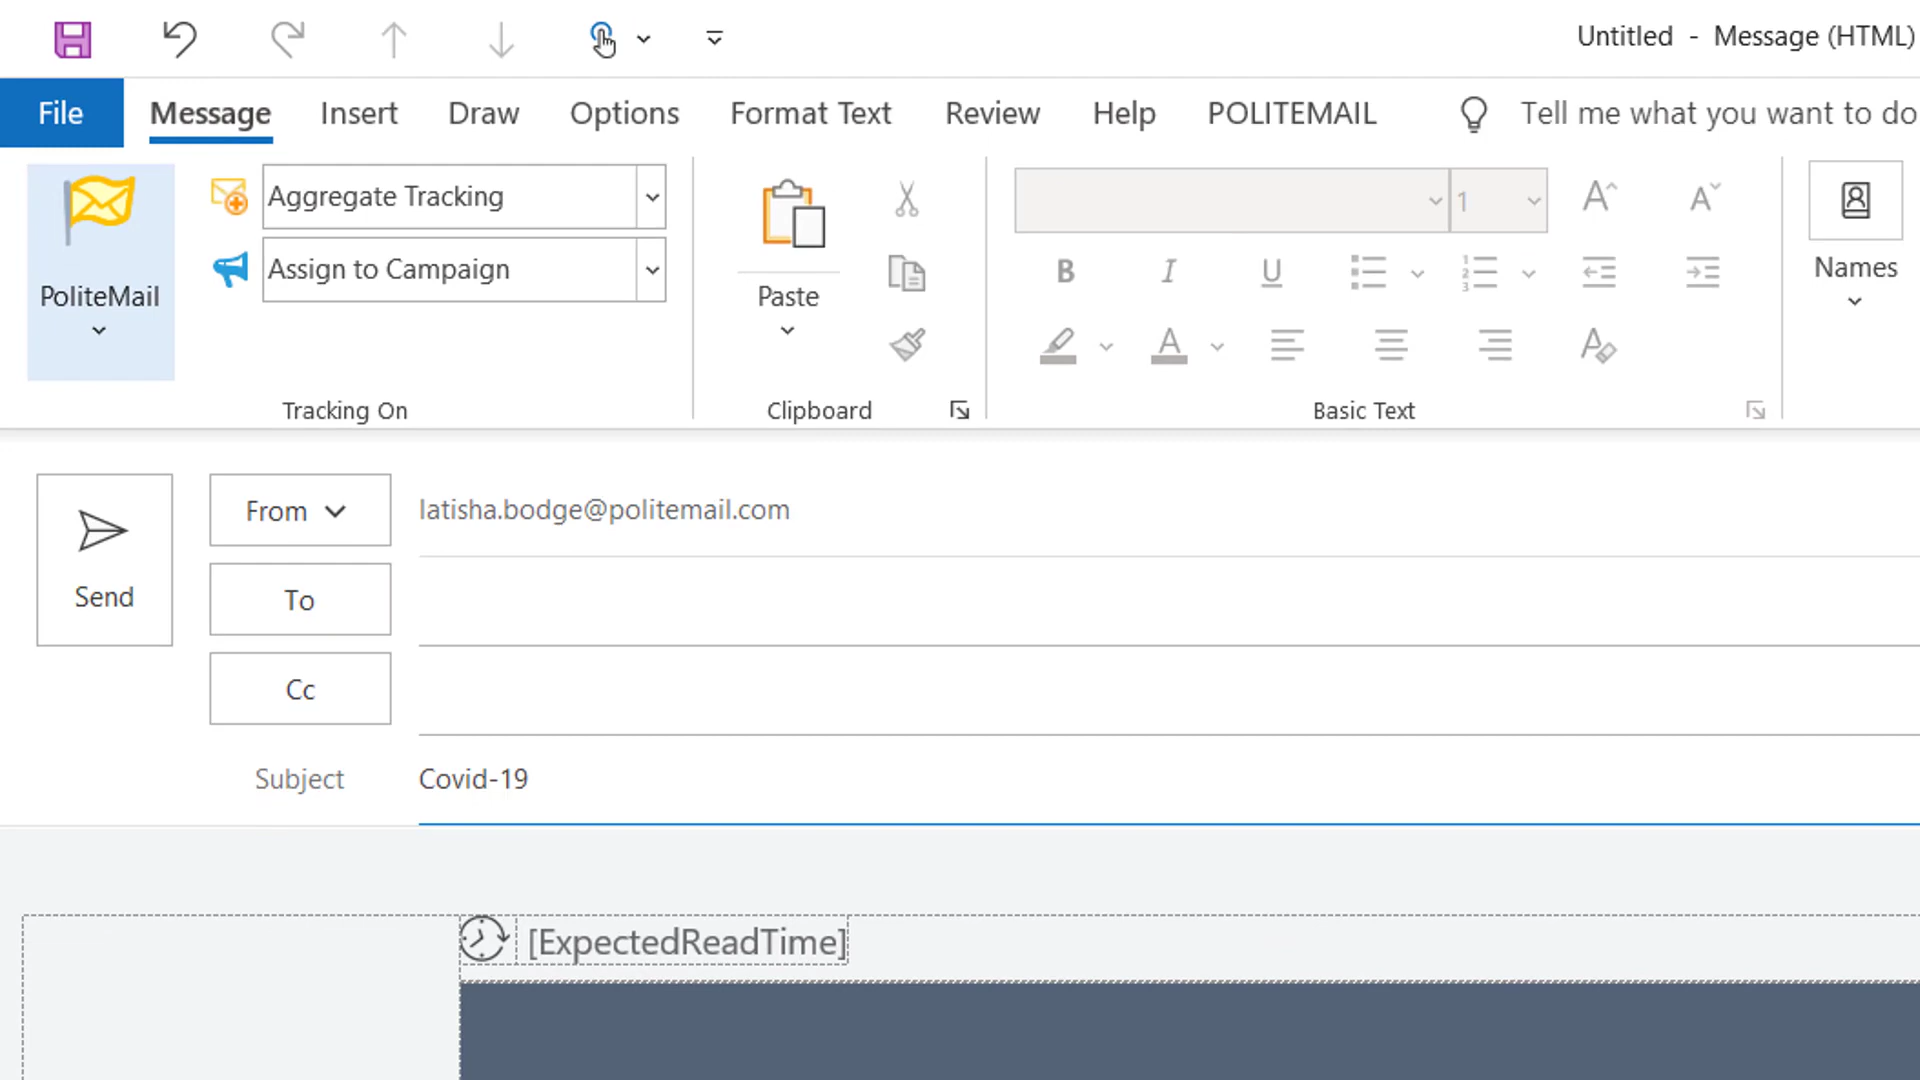 Untitled - Message (HTML)
File Message Insert Draw Options Format Text Review Help POLITEMAIL Tell me what you want to do
PoliteMail
Aggregate Tracking
Assign to Campaign
Tracking On
Paste
Clipboard
1
B I U
Basic Text
Names
Send
From latisha.bodge@politemail.com
To
Cc
Subject Covid-19
[ExpectedReadTime]